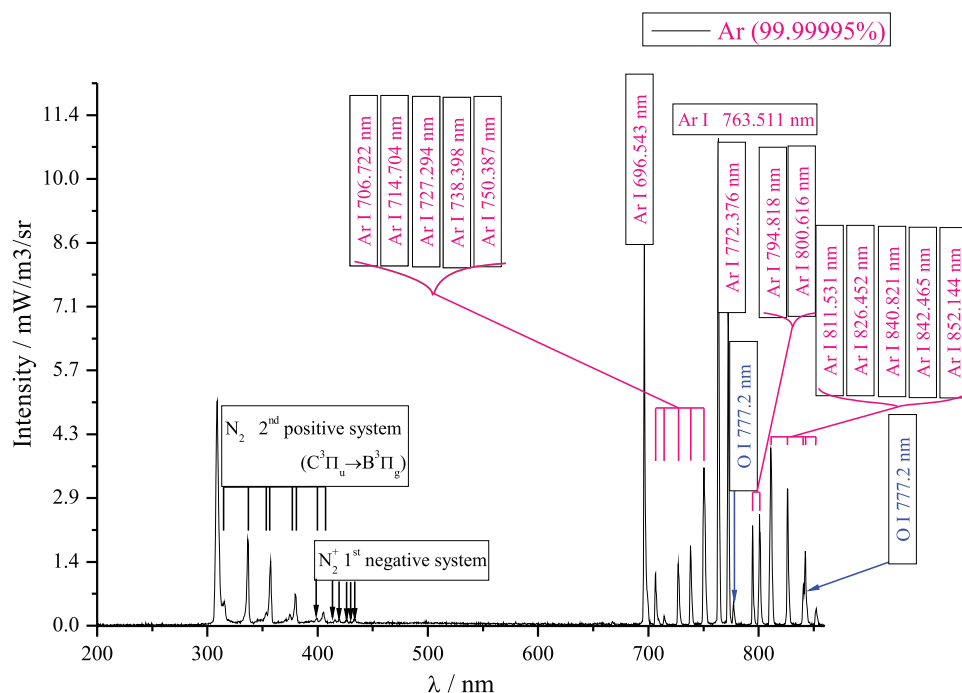 Ar (99.99995%)
Ar I 706.722 nm
Ar I 714.704 nm
Ar I 727.294 nm
Ar I 738.398 nm
Ar I 750.387 nm
Ar I 696.543 nm
Ar I 763.511 nm
Ar I 772.376 nm
Ar I 794.818 nm
Ar I 800.616 nm
Ar I 811.531 nm
Ar I 826.452 nm
Ar I 840.821 nm
Ar I 842.465 nm
Ar I 852.144 nm
O I 777.2 nm
O I 777.2 nm
N₂ 2ⁿᵈ positive system
(C³Πᵤ→B³Π_g)
N₂⁺ 1ˢᵗ negative system
Intensity / mW/m3/sr
11.4
10.0
8.6
7.1
5.7
4.3
2.9
1.4
0.0
200 300 400 500 600 700 800
λ / nm